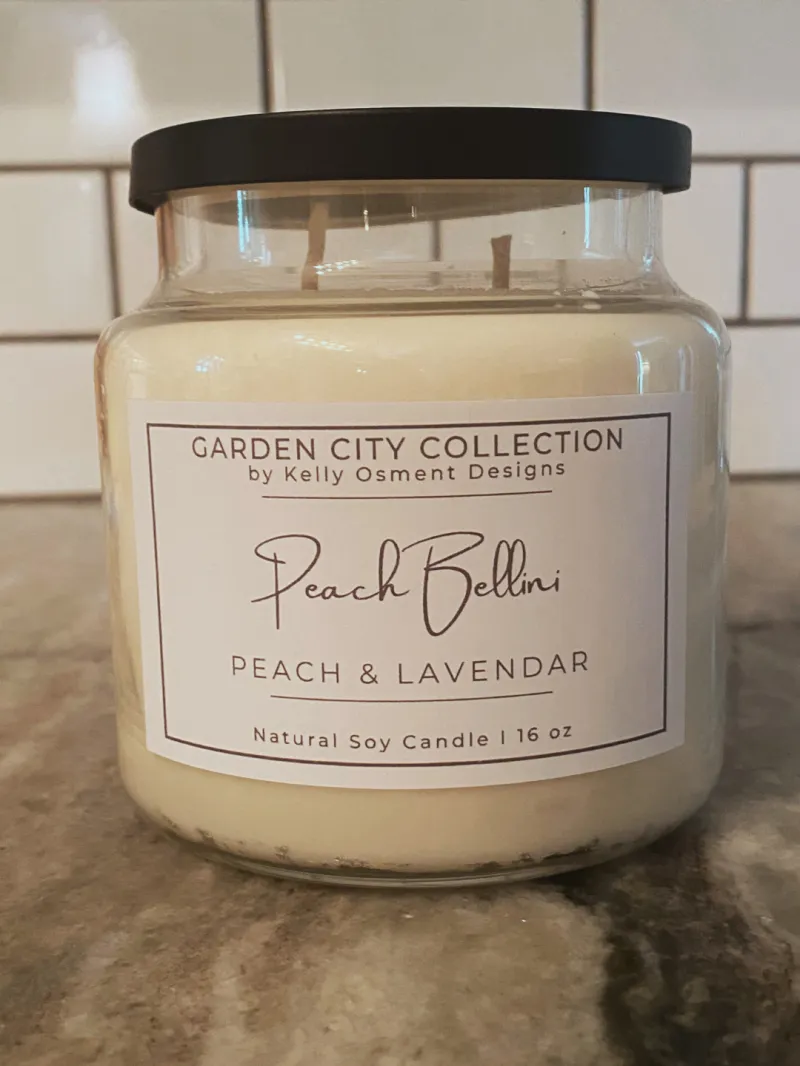 GARDEN CITY COLLECTION
by Kelly Osment Designs
Peach Bellini
PEACH & LAVENDAR
Natural Soy Candle | 16 oz